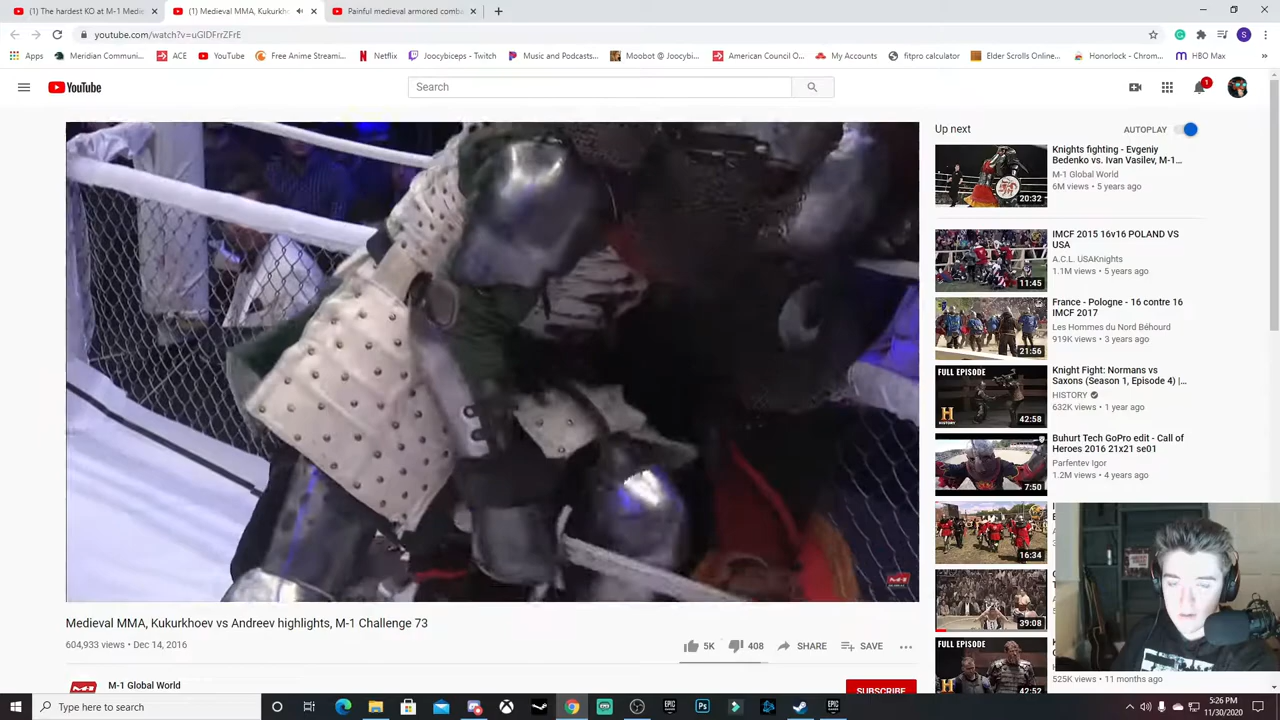 (1) The hardest KO at M-1 Medie
(1) Medieval MMA, Kukurkhoev
Painful medieval armored comba
youtube.com/watch?v=uGIDFrrZFrE
S
Apps
Meridian Communi...
ACE
YouTube
Free Anime Streami...
Netflix
Joocybiceps - Twitch
Music and Podcasts...
Moobot @ Joocybi...
American Council o...
My Accounts
fitpro calculator
Elder Scrolls Online...
Honorlock - Chrom...
HBO Max
YouTube
Search
1
Up next
AUTOPLAY
Knights fighting - Evgeniy
Bedenko vs. Ivan Vasilev, M-1...
M-1 Global World
6M views • 5 years ago
20:32
IMCF 2015 16v16 POLAND VS
USA
A.C.L. USAKnights
1.1M views • 5 years ago
11:45
France - Pologne - 16 contre 16
IMCF 2017
Les Hommes du Nord Béhourd
919K views • 3 years ago
21:56
FULL EPISODE
Knight Fight: Normans vs
Saxons (Season 1, Episode 4) |...
HISTORY
632K views • 1 year ago
H
42:58
Buhurt Tech GoPro edit - Call of
Heroes 2016 21x21 se01
Parfentev Igor
1.2M views • 4 years ago
7:50
16:34
39:08
FULL EPISODE
525K views • 11 months ago
42:52
M-1
Medieval MMA, Kukurkhoev vs Andreev highlights, M-1 Challenge 73
604,933 views • Dec 14, 2016
5K
408
SHARE
SAVE
M-1
M-1 Global World
SUBSCRIBE
Type here to search
EPIC
Ps
EPIC
5:26 PM
11/30/2020